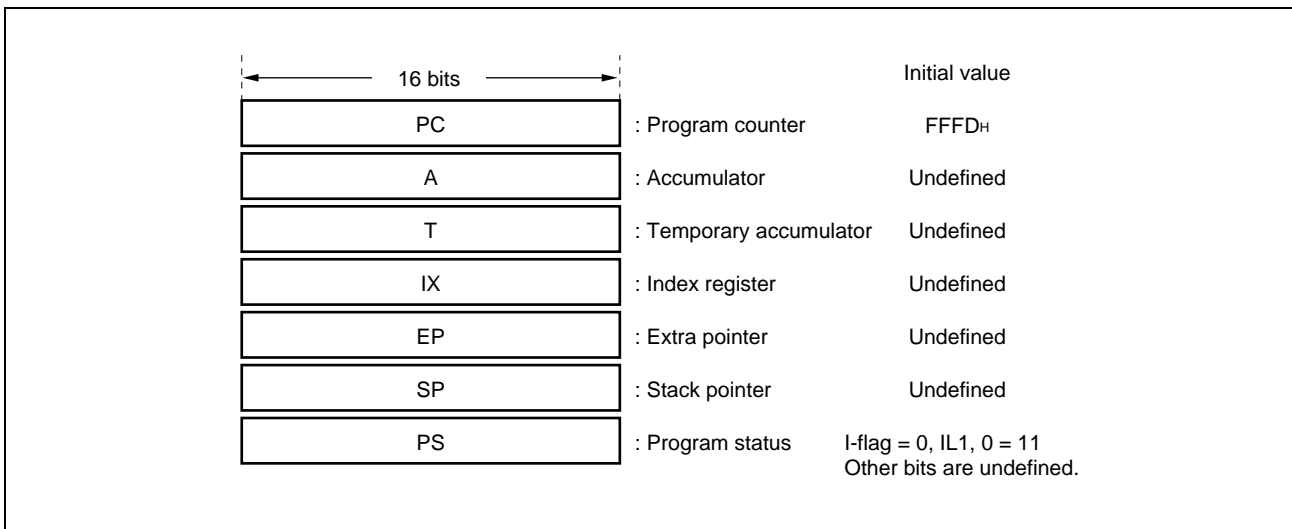 16 bits Initial value
PC : Program counter FFFDH
A : Accumulator Undefined
T : Temporary accumulator Undefined
IX : Index register Undefined
EP : Extra pointer Undefined
SP : Stack pointer Undefined
PS : Program status I-flag = 0, IL1, 0 = 11
Other bits are undefined.